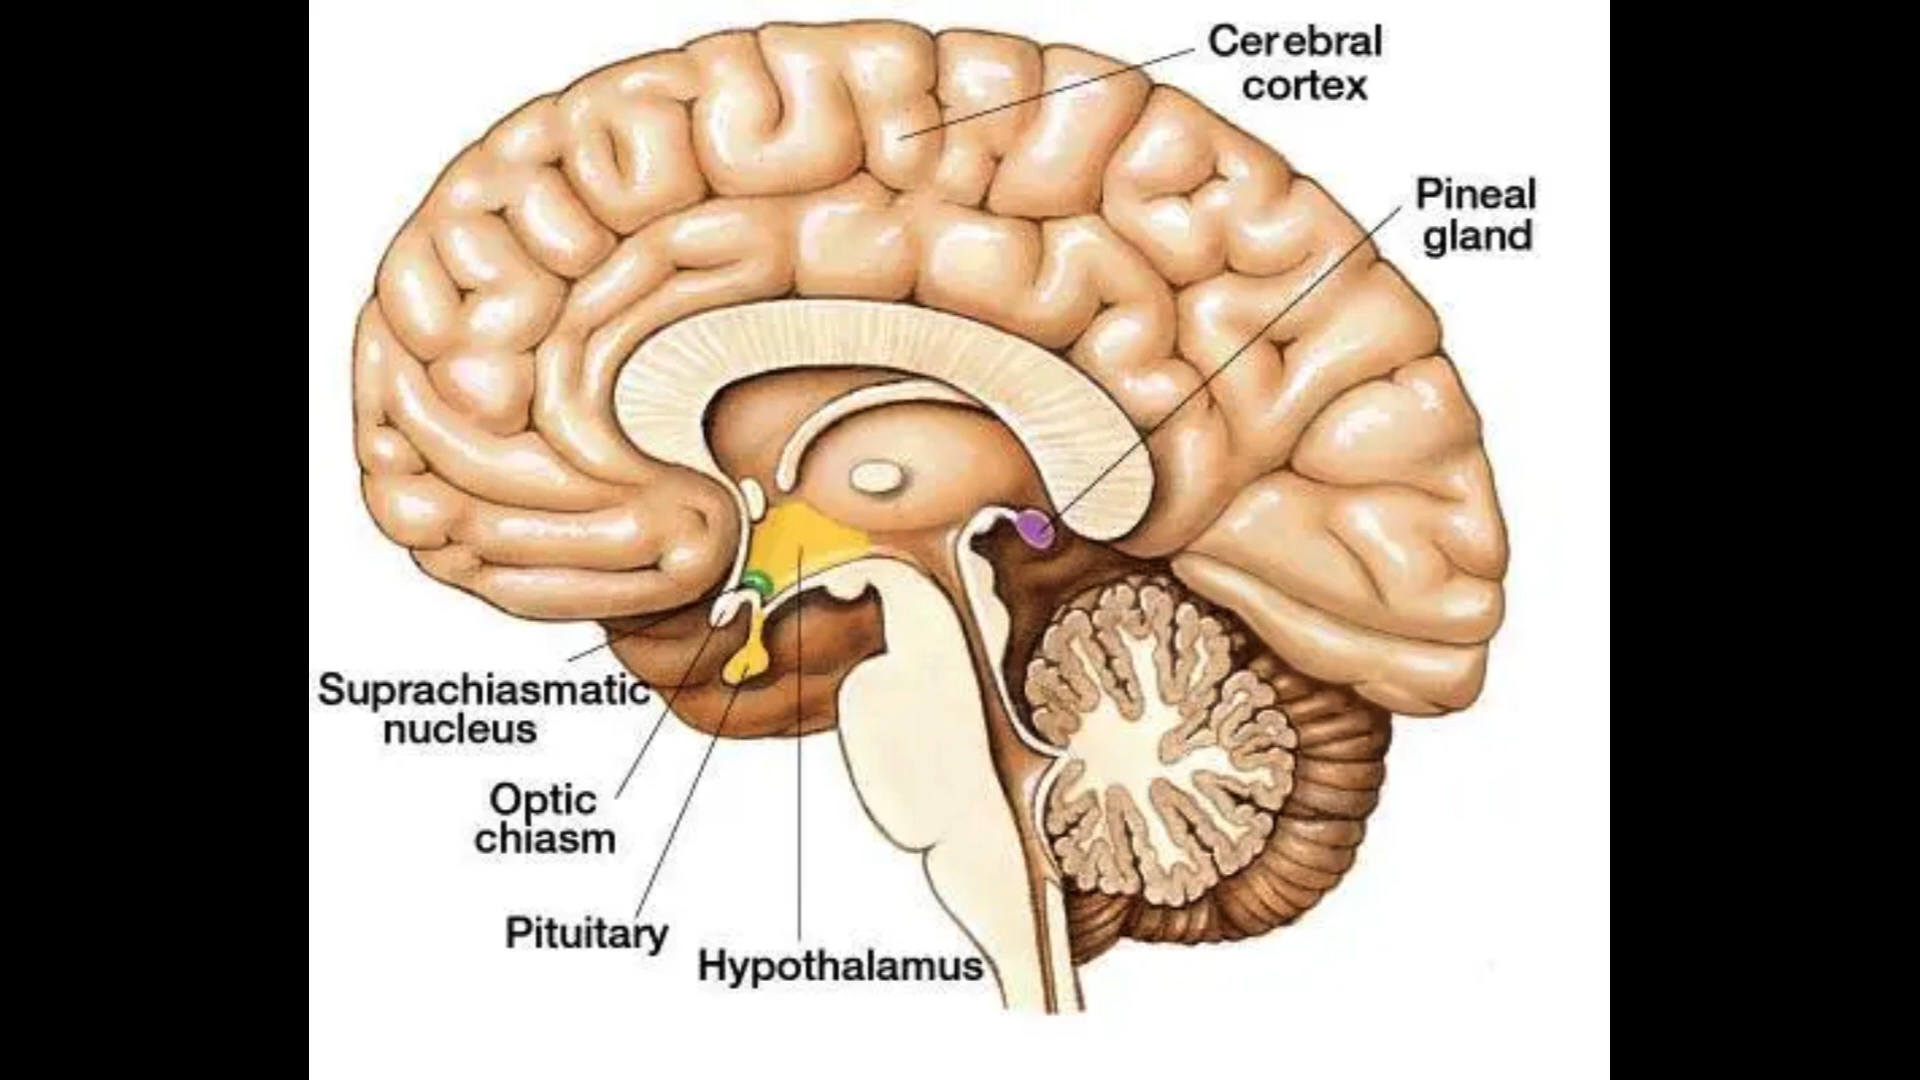 Cerebral
cortex
Pineal
gland
Suprachiasmatic
nucleus
Optic
chiasm
Pituitary
Hypothalamus